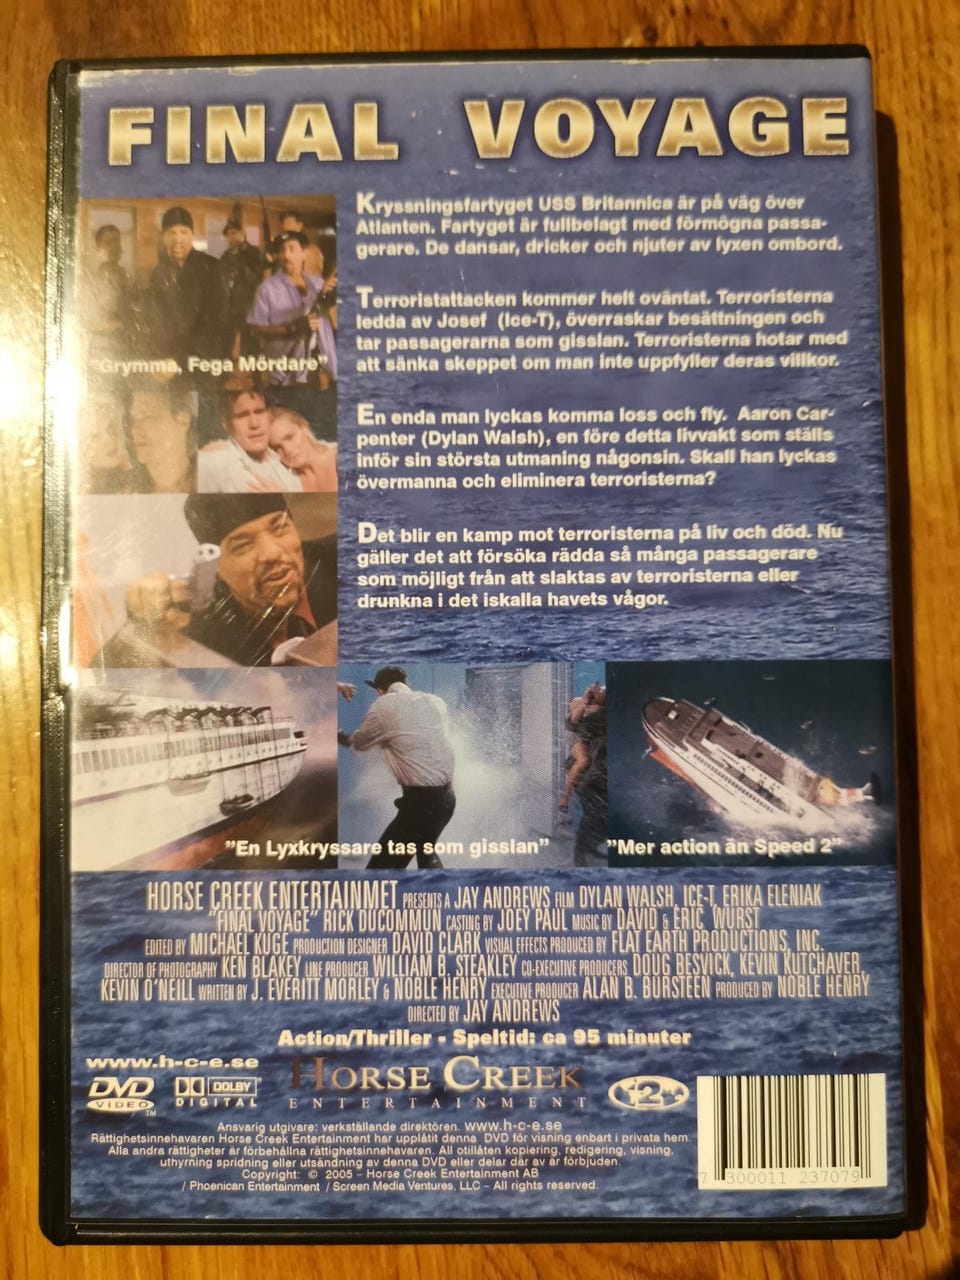 FINAL VOYAGE
Kryssningsfartyget USS Britannica är på väg över
Atlanten. Fartyget är fullbelagt med förmögna passa-
gerare. De dansar, dricker och njuter av lyxen ombord.
Terroristattacken kommer helt oväntat. Terroristerna
ledda av Josef (Ice-T), överraskar besättningen och
tar passagerarna som gisslan. Terroristerna hotar med
att sänka skeppet om man inte uppfyller deras villkor.
"Grymma, Fega Mördare"
En enda man lyckas komma loss och fly. Aaron Car-
penter (Dylan Walsh), en före detta livvakt som ställs
inför sin största utmaning någonsin. Skall han lyckas
övermanna och eliminera terroristerna?
Det blir en kamp mot terroristerna på liv och död. Nu
gäller det att försöka rädda så många passagerare
som möjligt från att slaktas av terroristerna eller
drunkna i det iskalla havets vågor.
"En Lyxkryssare tas som gisslan"
"Mer action än Speed 2"
HORSE CREEK ENTERTAINMET PRESENTS A JAY ANDREWS FILM DYLAN WALSH, ICE-T, ERIKA ELENIAK
"FINAL VOYAGE" RICK DUCOMMUN CASTING BY JOEY PAUL MUSIC BY DAVID & ERIC WURST
EDITED BY MICHAEL KUGE PRODUCTION DESIGNER DAVID CLARK VISUAL EFFECTS PRODUCED BY FLAT EARTH PRODUCTIONS, INC.
DIRECTOR OF PHOTOGRAPHY KEN BLAKEY LINE PRODUCER WILLIAM B. STEAKLEY CO-EXECUTIVE PRODUCERS DOUG BESVICK, KEVIN KUTCHAVER,
KEVIN O'NEILL WRITTEN BY J. EVERITT MORLEY & NOBLE HENRY EXECUTIVE PRODUCER ALAN B. BURSTEEN PRODUCED BY NOBLE HENRY
DIRECTED BY JAY ANDREWS
Action/Thriller - Speltid: ca 95 minuter
www.h-c-e.se
DVD VIDEO TM
DOLBY DIGITAL
HORSE CREEK
ENTERTAINMENT
2
Ansvarig utgivare: verkställande direktören. www.h-c-e.se
Rättighetsinnehavaren Horse Creek Entertainment har upplåtit denna DVD för visning enbart i privata hem.
Alla andra rättigheter är förbehållna rättighetsinnehavaren. All otillåten kopiering, redigering, visning,
uthyrning spridning eller utsändning av denna DVD eller delar där av är förbjuden.
Copyright: © 2005 – Horse Creek Entertainment AB
/ Phoenican Entertainment / Screen Media Ventures, LLC – All rights reserved.
7 300011 237079